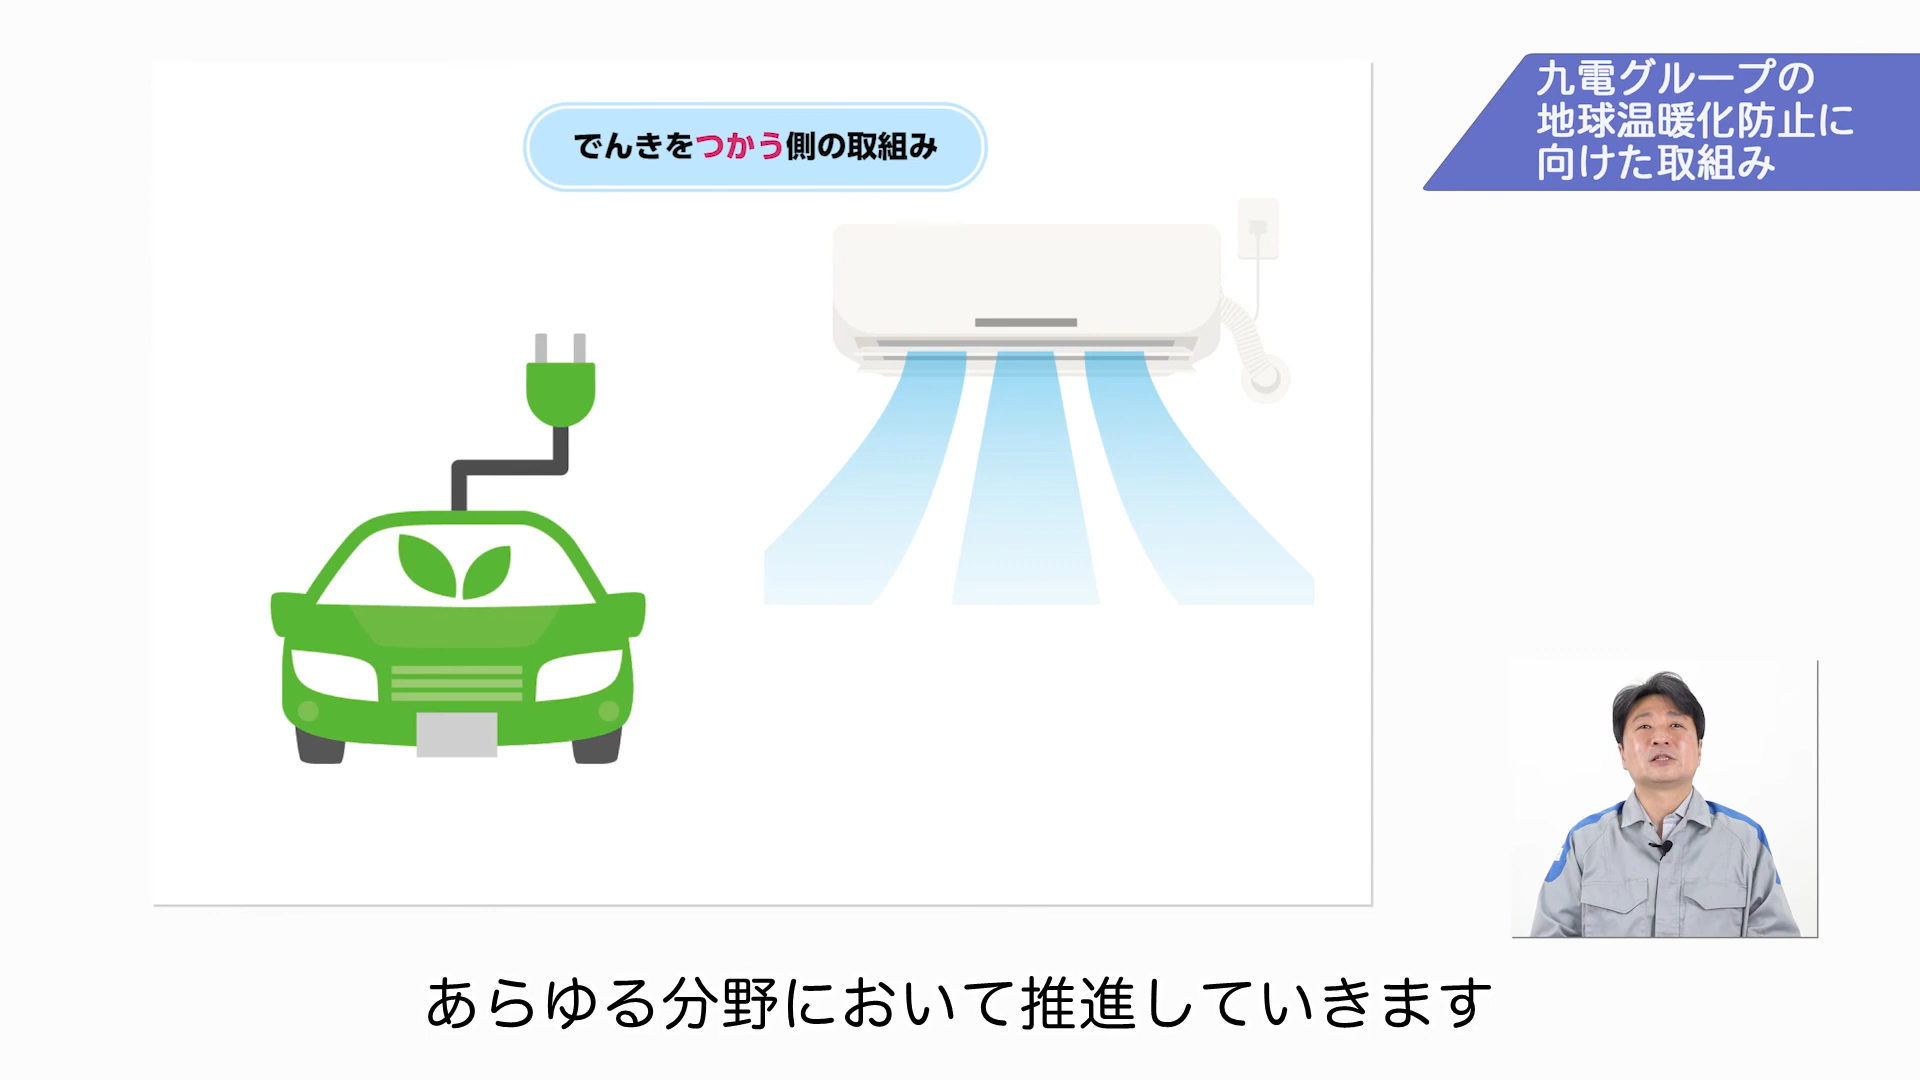 でんきをつかう側の取組み
九電グループの
地球温暖化防止に
向けた取組み
あらゆる分野において推進していきます